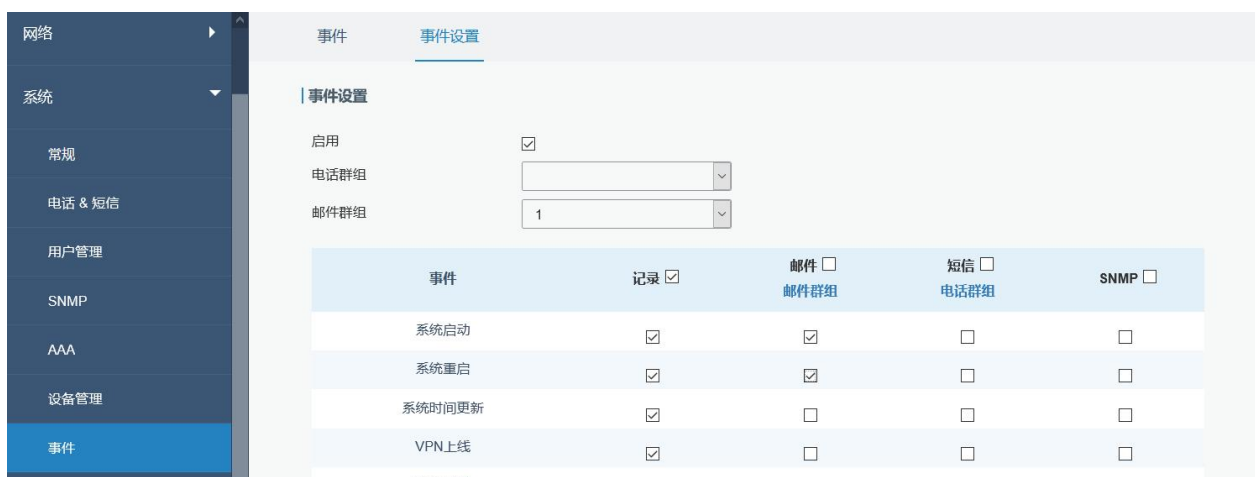 网络
系统
常规
电话 & 短信
用户管理
SNMP
AAA
设备管理
事件
事件 事件设置
事件设置
启用
电话群组
邮件群组 1
事件 记录 邮件 短信 SNMP
邮件群组 电话群组
系统启动
系统重启
系统时间更新
VPN上线